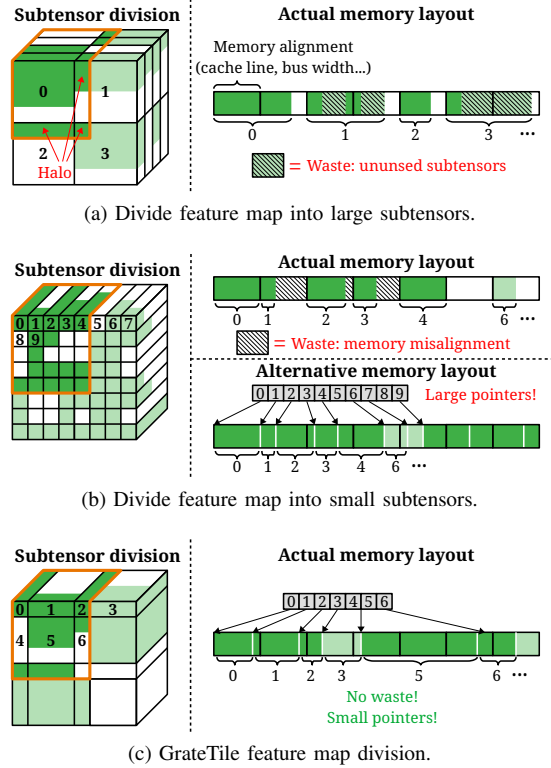 Subtensor division
Actual memory layout
Memory alignment
(cache line, bus width...)
0
1
2
3
Halo
0
1
2
3
...
= Waste: ununsed subtensors
(a) Divide feature map into large subtensors.
Subtensor division
Actual memory layout
0 1 2 3 4 5 6 7
8 9
0 1 2 3 4 6 ...
= Waste: memory misalignment
Alternative memory layout
0 1 2 3 4 5 6 7 8 9
Large pointers!
0 1 2 3 4 6 ...
(b) Divide feature map into small subtensors.
Subtensor division
Actual memory layout
0 1 2 3
4 5 6
0 1 2 3 4 5 6
0 1 2 3 5 6 ...
No waste!
Small pointers!
(c) GrateTile feature map division.